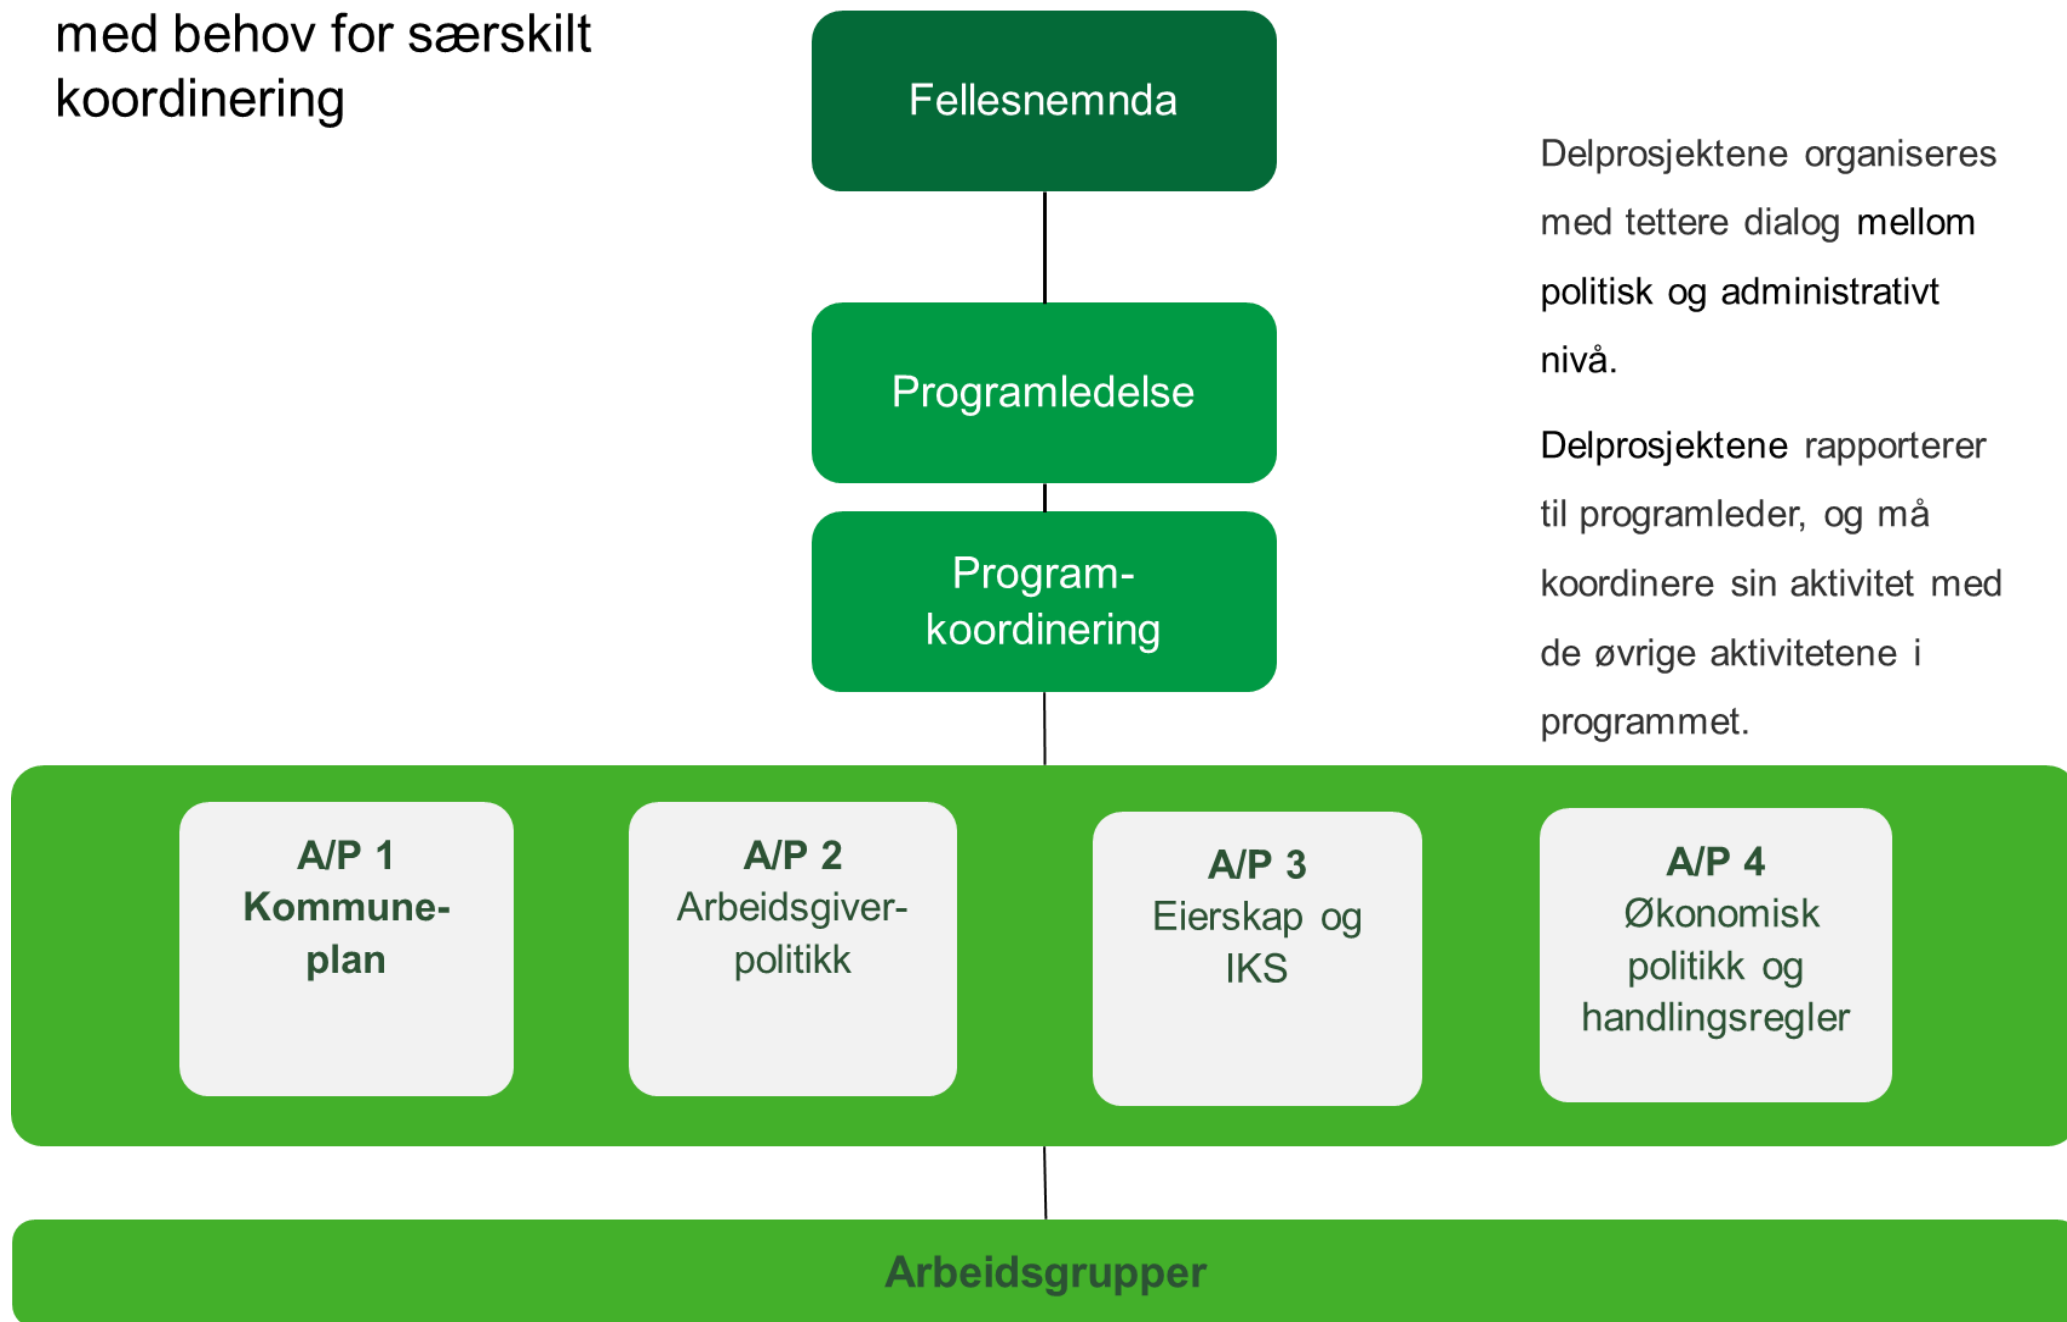 med behov for særskilt
koordinering
Fellesnemnda
Delprosjektene organiseres
med tettere dialog mellom
politisk og administrativt
nivå.
Programledelse
Delprosjektene rapporterer
til programleder, og må
koordinere sin aktivitet med
de øvrige aktivitetene i
programmet.
Program-
koordinering
A/P 1
Kommune-
plan
A/P 2
Arbeidsgiver-
politikk
A/P 3
Eierskap og
IKS
A/P 4
Økonomisk
politikk og
handlingsregler
Arbeidsgrupper